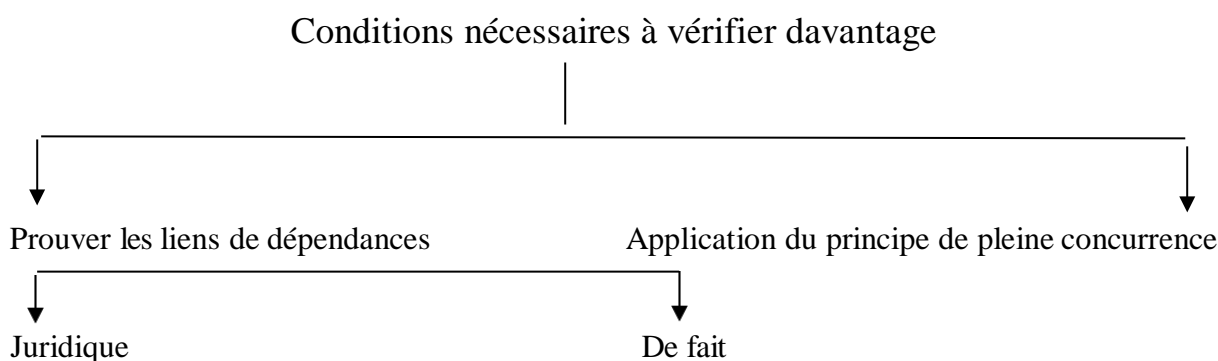 Conditions nécessaires à vérifier davantage
Prouver les liens de dépendances Application du principe de pleine concurrence
Juridique De fait